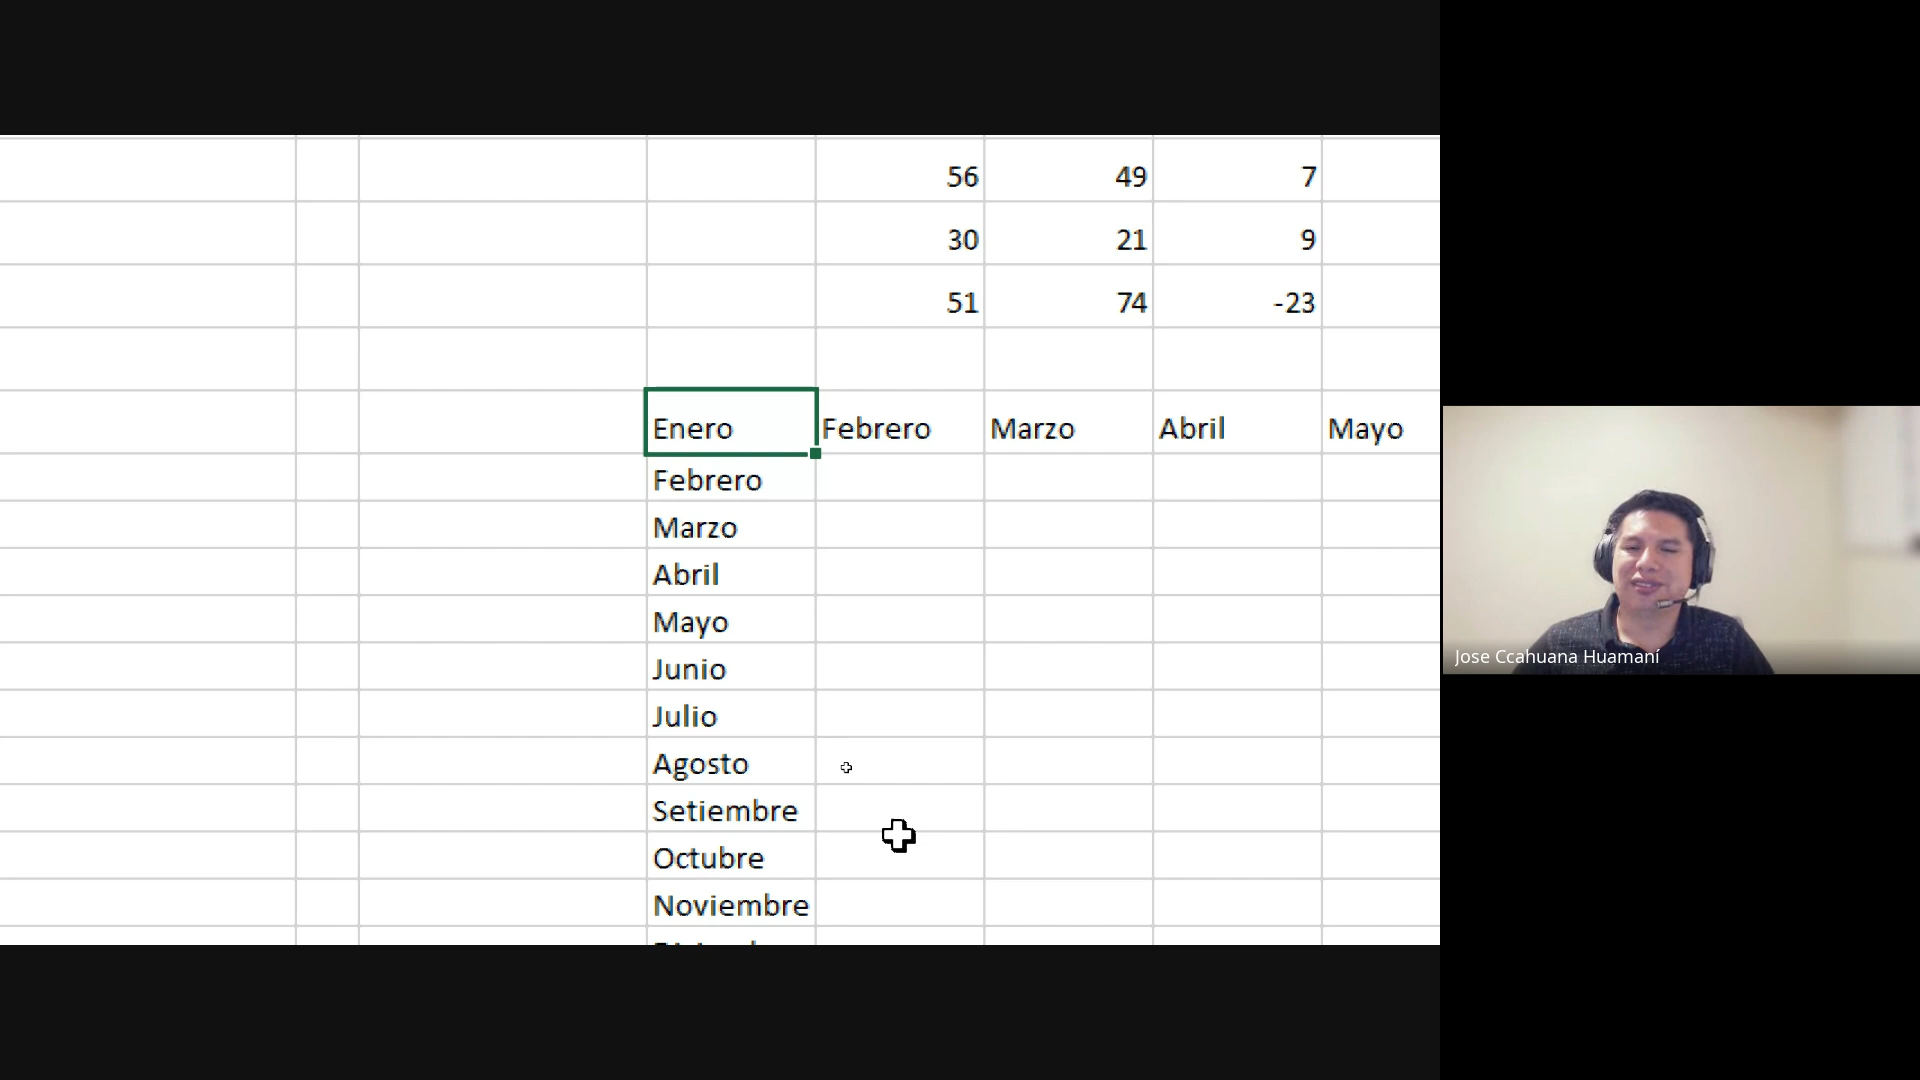 56 49 7
30 21 9
51 74 -23
Enero Febrero Marzo Abril Mayo
Febrero
Marzo
Abril
Mayo
Junio
Julio
Agosto
Setiembre
Octubre
Noviembre
Jose Ccahuana Huamaní